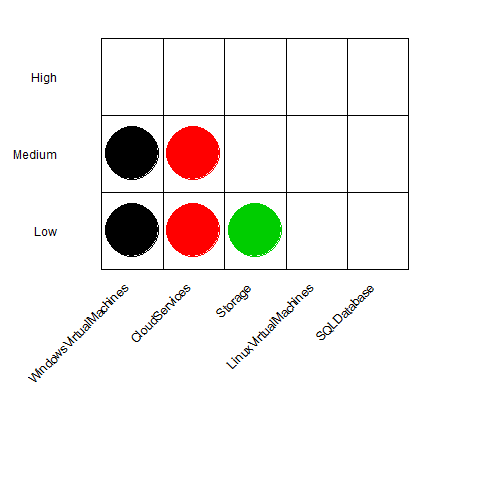 High
Medium
Low
WindowsVirtualMachines
CloudServices
Storage
LinuxVirtualMachines
SQLDatabase